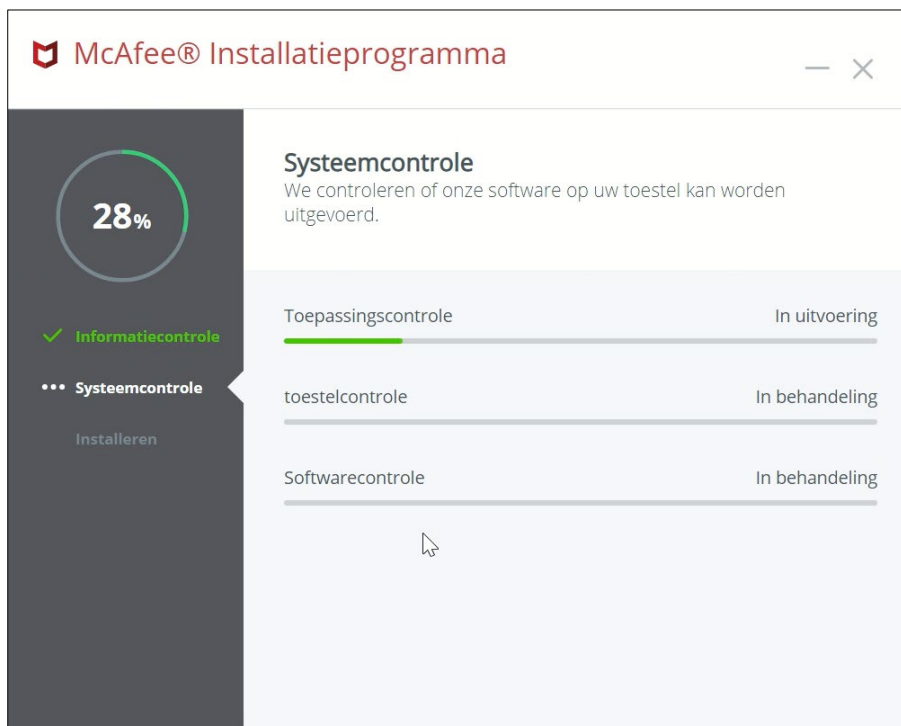 McAfee® Installatieprogramma
28%
Informatiecontrole
Systeemcontrole
Installeren
Systeemcontrole
We controleren of onze software op uw toestel kan worden
uitgevoerd.
Toepassingscontrole In uitvoering
toestelcontrole In behandeling
Softwarecontrole In behandeling